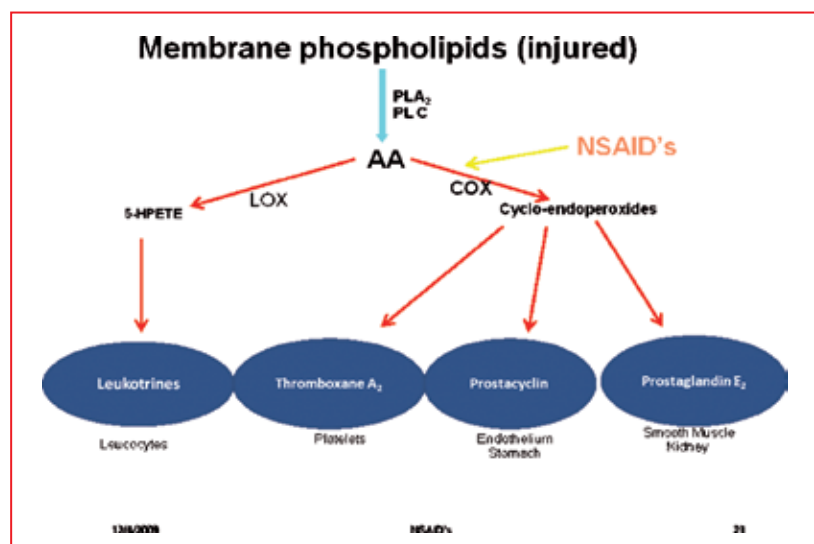 Membrane phospholipids (injured)
PLA₂
PLC
AA
NSAID's
LOX
COX
5-HPETE
Cyclo-endoperoxides
Leukotrines
Thromboxane A₂
Prostacyclin
Prostaglandin E₂
Leucocytes
Platelets
Endothelium
Stomach
Smooth Muscle
Kidney
NSAID's